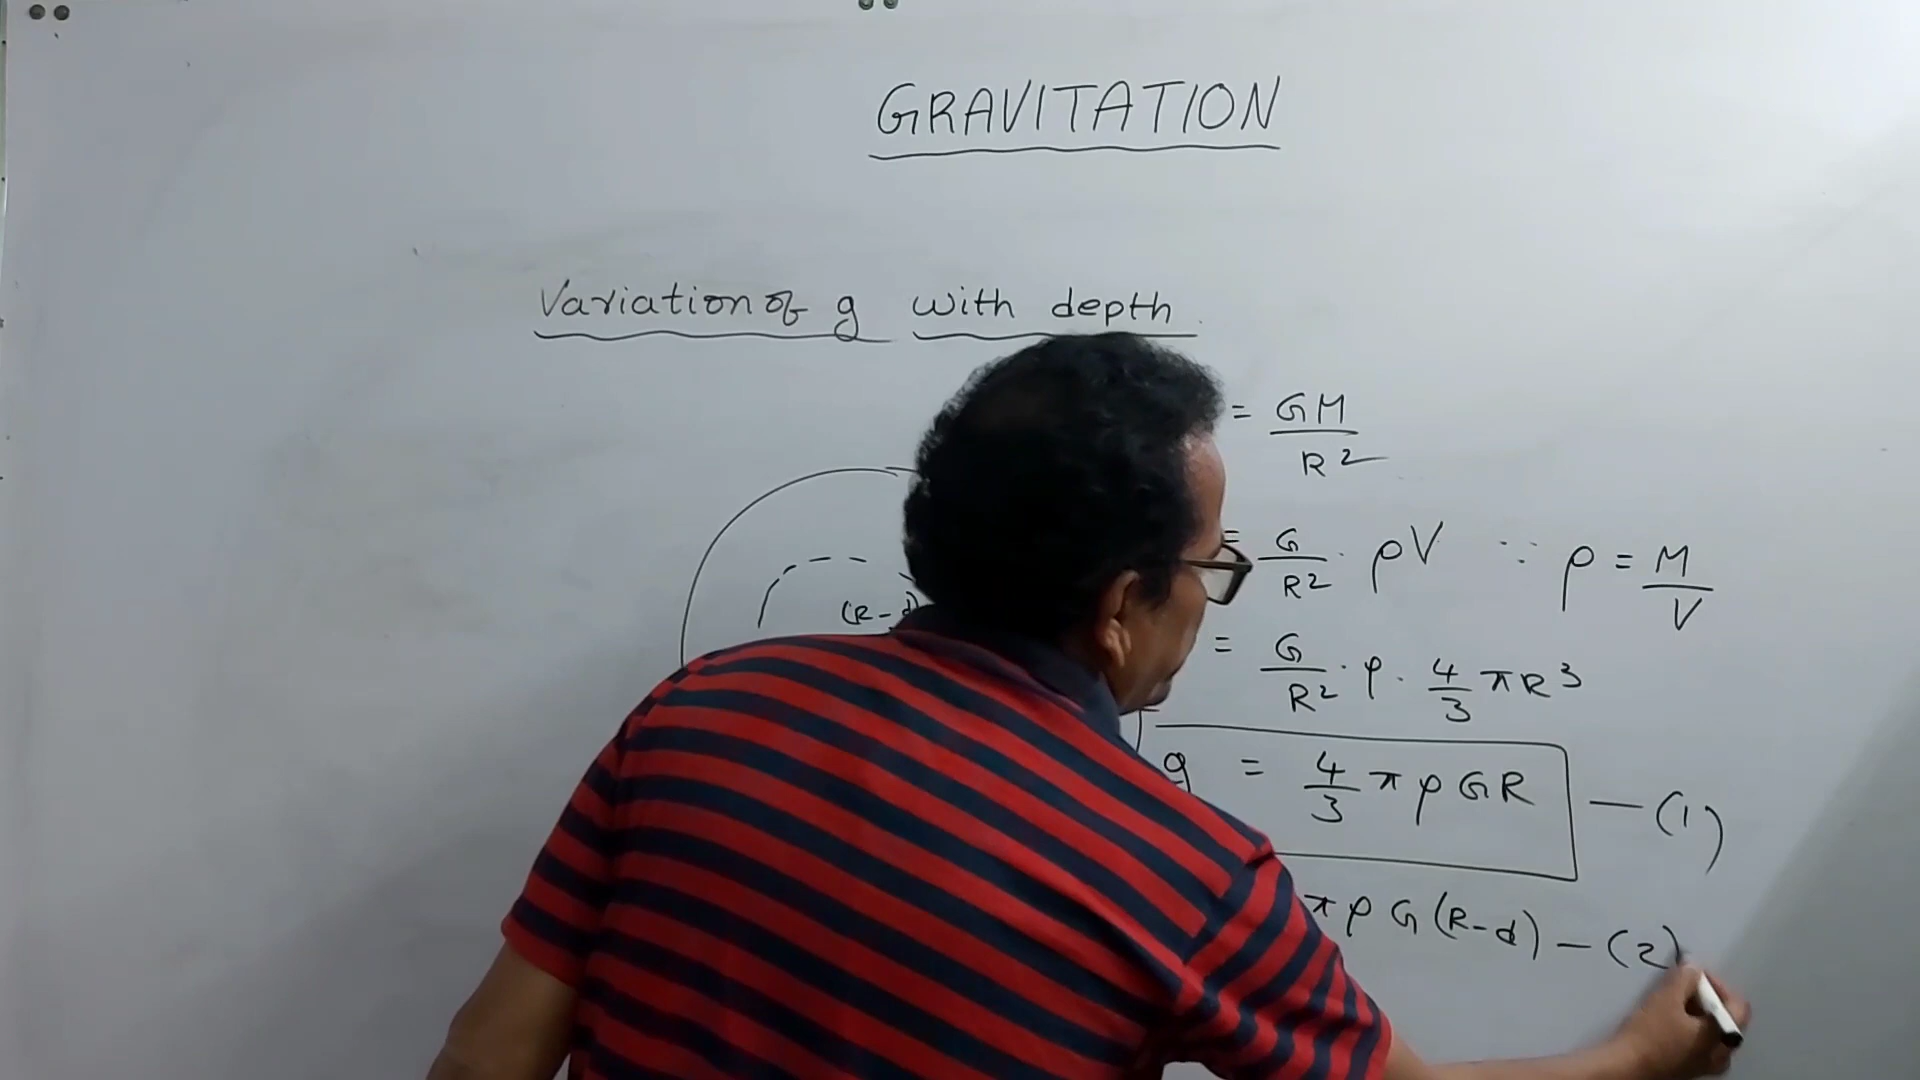 GRAVITATION
Variation of g with depth
= GM / R²
= G / R² · ρV ∵ ρ = M / V
(R-d)
= G / R² · ρ · 4/3 πR³
g = 4/3 πρGR — (1)
πρG(R-d) — (2)